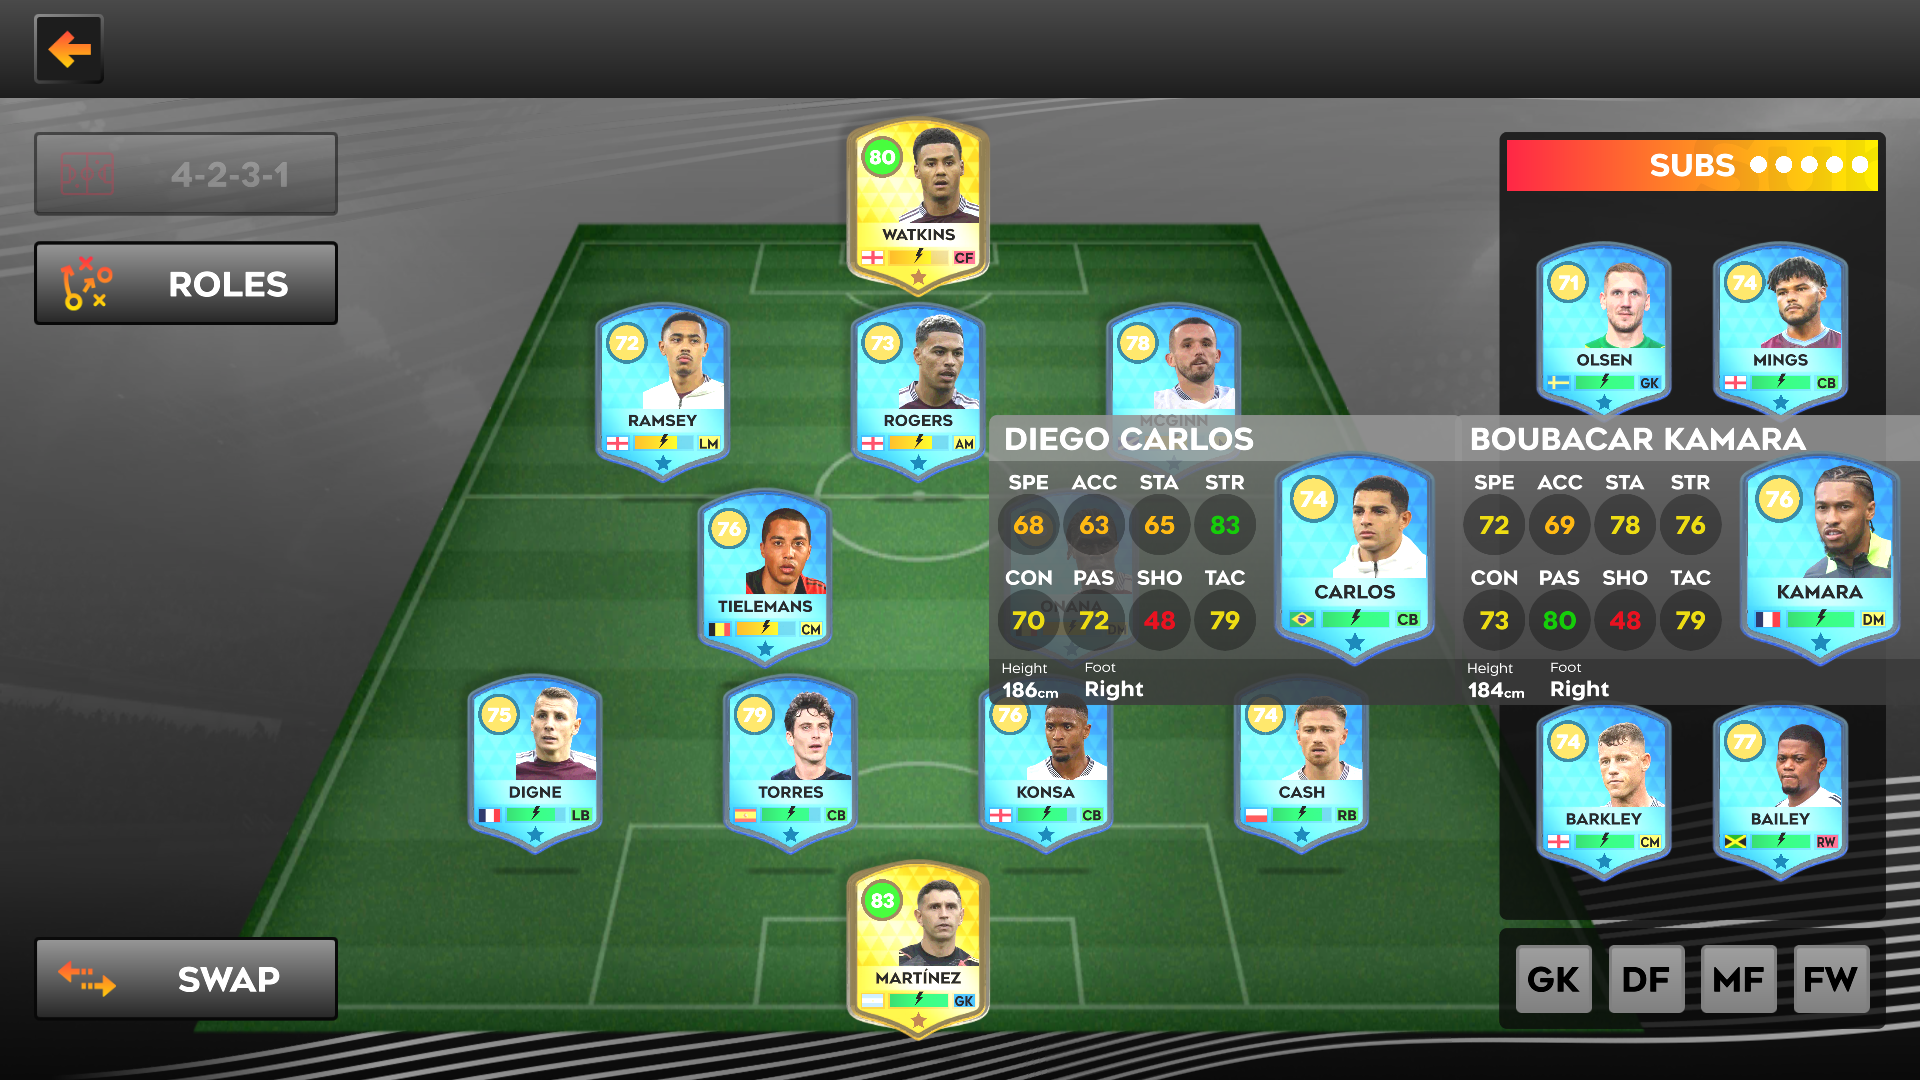 4-2-3-1
ROLES
SWAP
80
WATKINS
CF
72
RAMSEY
LM
73
ROGERS
AM
78
MCGINN
76
TIELEMANS
CM
ONANA
DM
75
DIGNE
LB
79
TORRES
CB
76
KONSA
CB
74
CASH
RB
83
MARTÍNEZ
GK
DIEGO CARLOS
SPE ACC STA STR
68 63 65 83
CON PAS SHO TAC
70 72 48 79
Height Foot
186cm Right
74
CARLOS
CB
BOUBACAR KAMARA
SPE ACC STA STR
72 69 78 76
CON PAS SHO TAC
73 80 48 79
Height Foot
184cm Right
76
KAMARA
DM
SUBS
71
OLSEN
GK
74
MINGS
CB
74
BARKLEY
CM
77
BAILEY
RW
GK DF MF FW